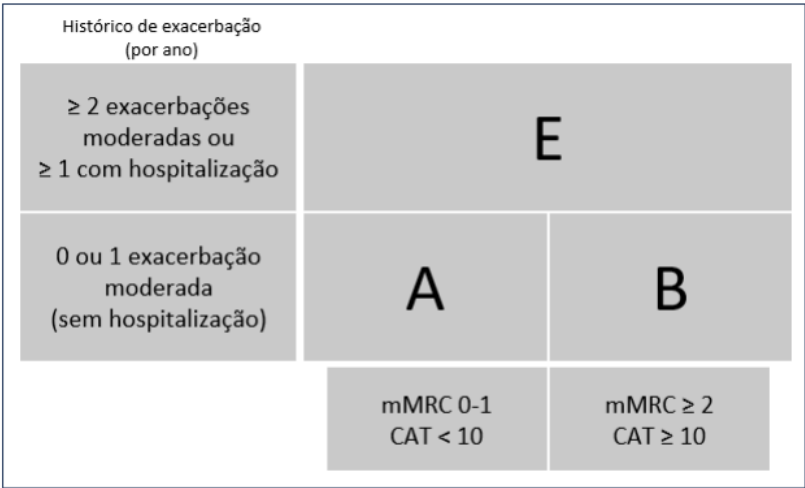 Histórico de exacerbação
(por ano)
≥ 2 exacerbações
moderadas ou
≥ 1 com hospitalização
E
0 ou 1 exacerbação
moderada
(sem hospitalização)
A
B
mMRC 0-1
CAT < 10
mMRC ≥ 2
CAT ≥ 10